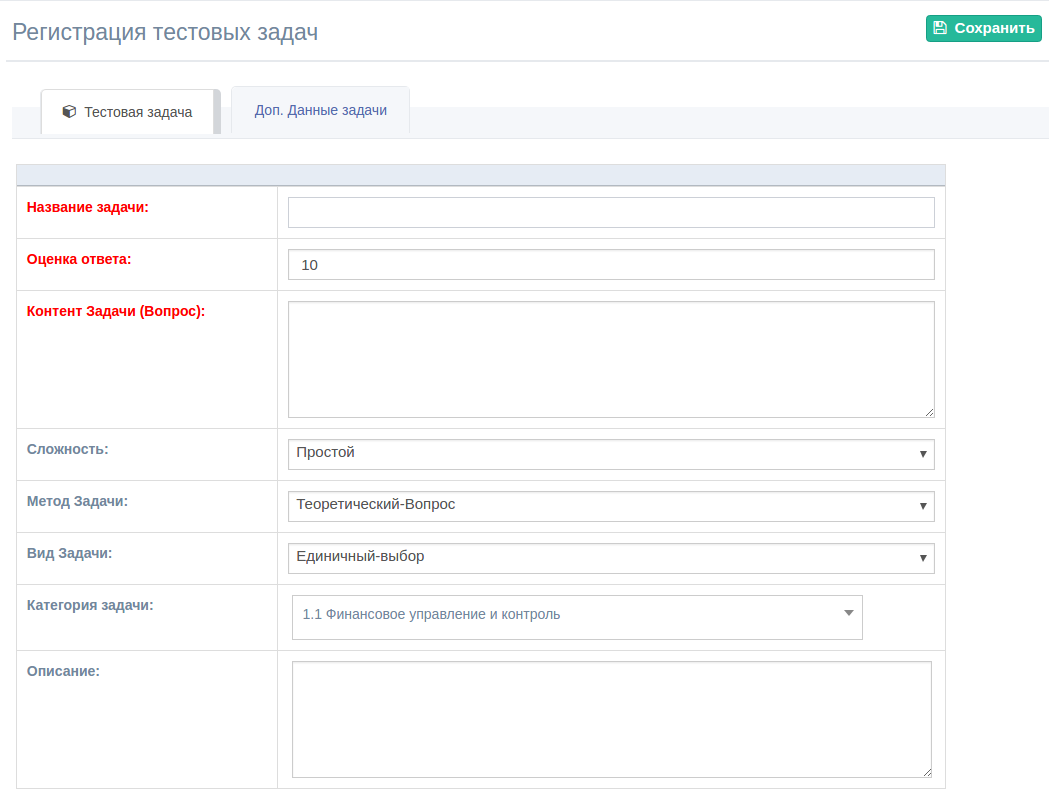 Регистрация тестовых задач
Сохранить
Тестовая задача
Доп. Данные задачи
Название задачи:
Оценка ответа:
10
Контент Задачи (Вопрос):
Сложность:
Простой
Метод Задачи:
Теоретический-Вопрос
Вид Задачи:
Единичный-выбор
Категория задачи:
1.1 Финансовое управление и контроль
Описание: